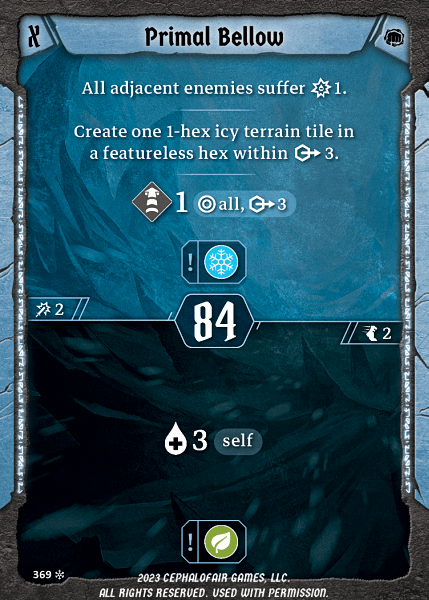 X
Primal Bellow
All adjacent enemies suffer 1.
Create one 1-hex icy terrain tile in
a featureless hex within 3.
1 all, 3
!
2
84
2
3 self
!
369
2023 CEPHALOFAIR GAMES, LLC.
ALL RIGHTS RESERVED. USED WITH PERMISSION.